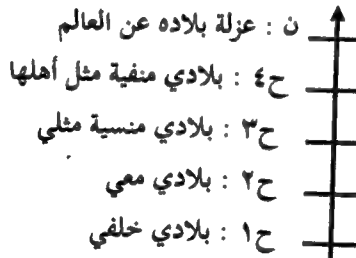 ن : عزلة بلاده عن العالم
ح٤ : بلادي منفية مثل أهلها
ح٣ : بلادي منسية مثلي
ح٢ : بلادي معي
ح١ : بلادي خلفي